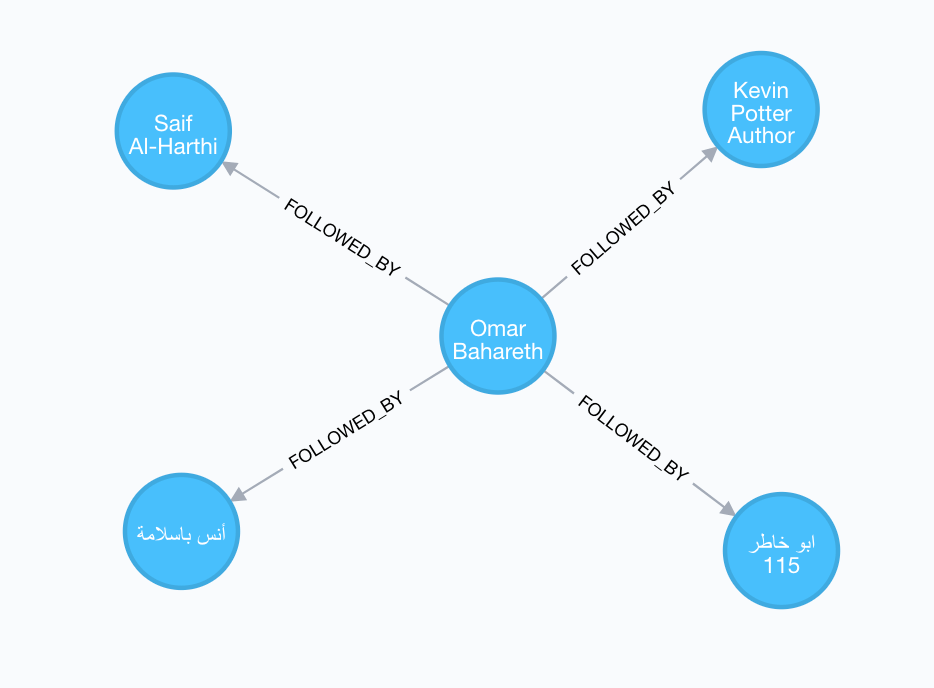 Saif
Al-Harthi
Kevin
Potter
Author
FOLLOWED_BY
FOLLOWED_BY
Omar
Bahareth
FOLLOWED_BY
FOLLOWED_BY
أنس باسلامة
ابو خاطر
115